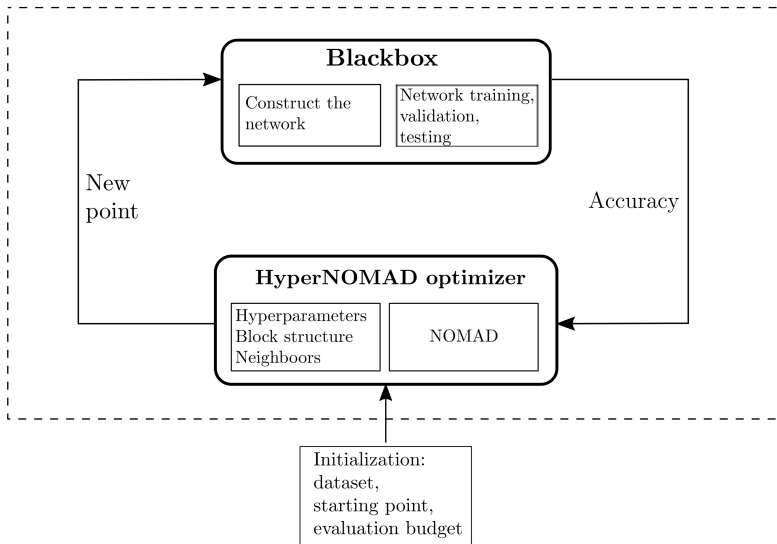 Blackbox
Construct the
network
Network training,
validation,
testing
New
point
Accuracy
HyperNOMAD optimizer
Hyperparameters
Block structure
Neighboors
NOMAD
Initialization:
dataset,
starting point,
evaluation budget